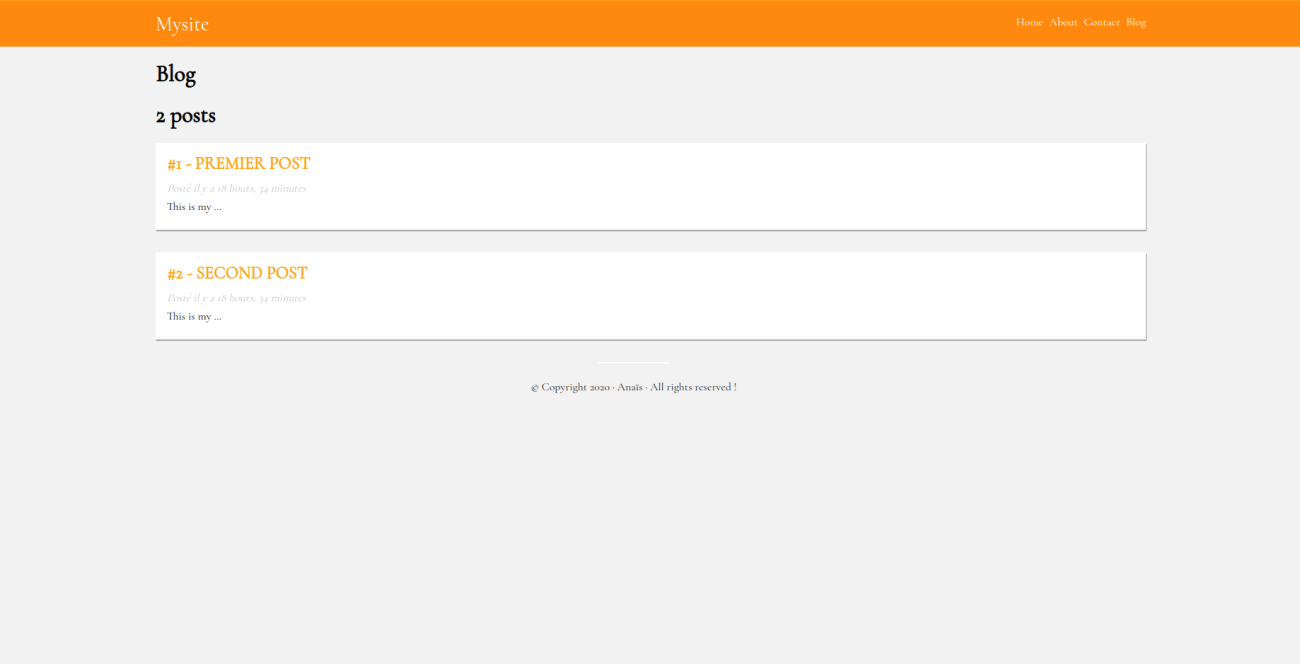 Mysite
Home About Contact Blog
Blog
2 posts
#1 - PREMIER POST
Posté il y a 18 hours, 34 minutes
This is my ...
#2 - SECOND POST
Posté il y a 18 hours, 34 minutes
This is my ...
© Copyright 2020 · Anaïs · All rights reserved !